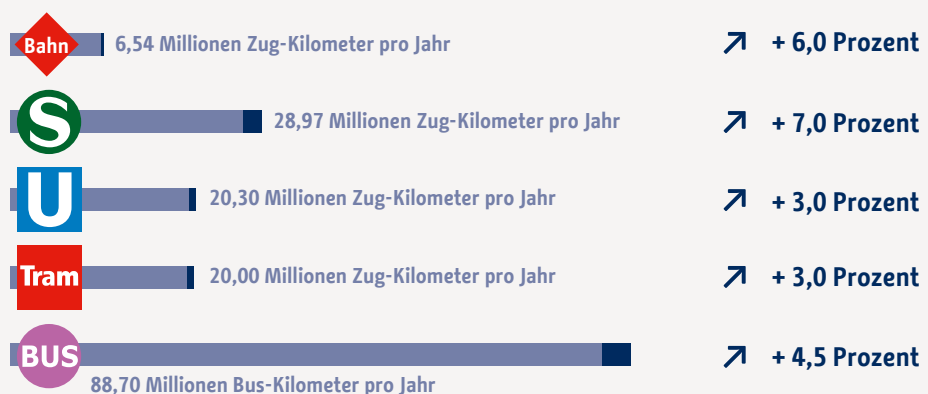 Bahn 6,54 Millionen Zug-Kilometer pro Jahr + 6,0 Prozent
S 28,97 Millionen Zug-Kilometer pro Jahr + 7,0 Prozent
U 20,30 Millionen Zug-Kilometer pro Jahr + 3,0 Prozent
Tram 20,00 Millionen Zug-Kilometer pro Jahr + 3,0 Prozent
BUS + 4,5 Prozent
88,70 Millionen Bus-Kilometer pro Jahr